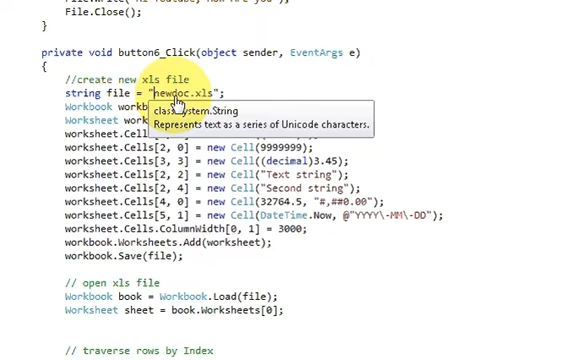 File.Close();
}
private void button6_Click(object sender, EventArgs e)
{
//create new xls file
string file = "newdoc.xls";
Workbook workb
class System.String
Represents text as a series of Unicode characters.
worksheet.Cells[2, 0] = new Cell(9999999);
worksheet.Cells[3, 3] = new Cell((decimal)3.45);
worksheet.Cells[2, 2] = new Cell("Text string");
worksheet.Cells[2, 4] = new Cell("Second string");
worksheet.Cells[4, 0] = new Cell(32764.5, "#,##0.00");
worksheet.Cells[5, 1] = new Cell(DateTime.Now, @"YYYY\-MM\-DD");
worksheet.Cells.ColumnWidth[0, 1] = 3000;
workbook.Worksheets.Add(worksheet);
workbook.Save(file);
// open xls file
Workbook book = Workbook.Load(file);
Worksheet sheet = book.Worksheets[0];
// traverse rows by Index